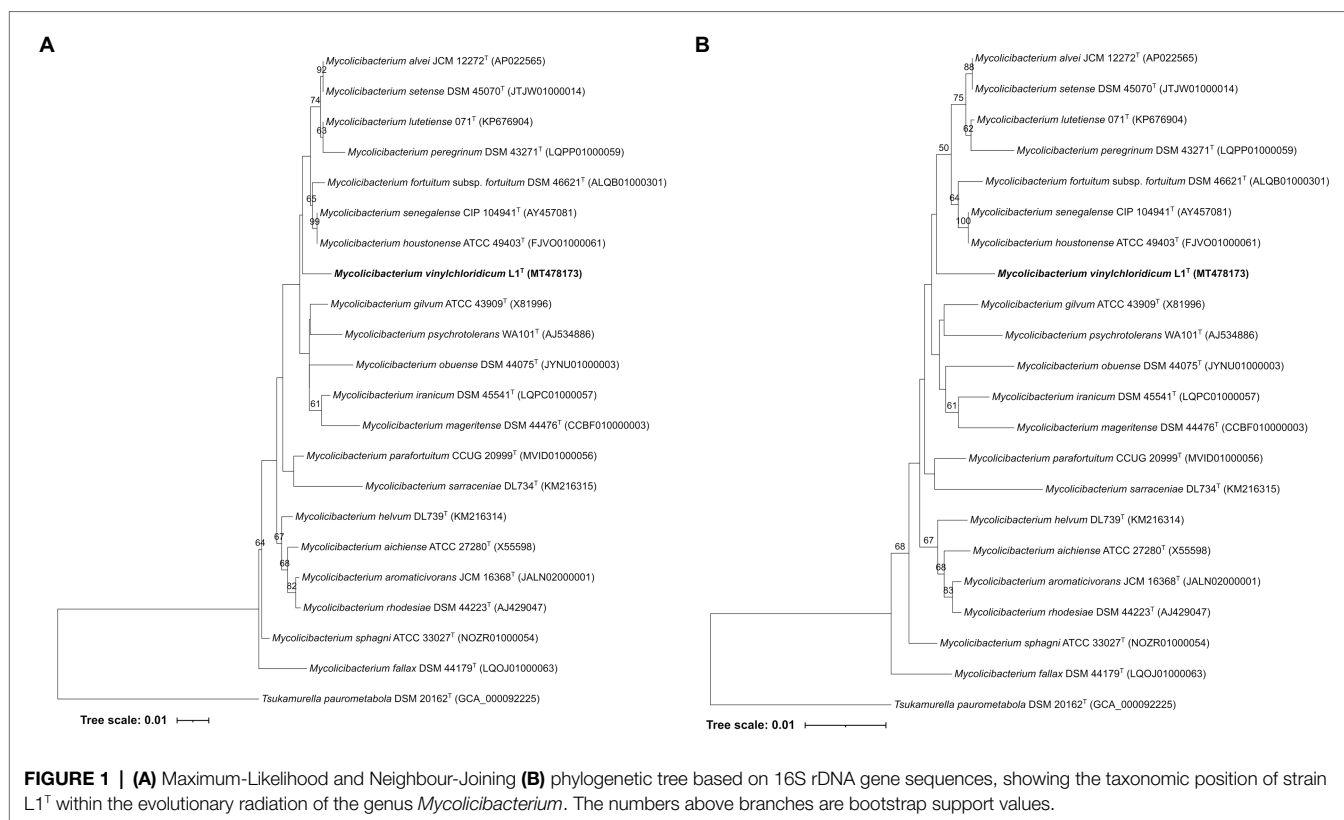 A
92
Mycolicibacterium alvei JCM 12272ᵀ (AP022565)
Mycolicibacterium setense DSM 45070ᵀ (JTJW01000014)
74
Mycolicibacterium lutetiense 071ᵀ (KP676904)
63
Mycolicibacterium peregrinum DSM 43271ᵀ (LQPP01000059)
Mycolicibacterium fortuitum subsp. fortuitum DSM 46621ᵀ (ALQB01000301)
65
Mycolicibacterium senegalense CIP 104941ᵀ (AY457081)
99
Mycolicibacterium houstonense ATCC 49403ᵀ (FJVO01000061)
Mycolicibacterium vinylchloridicum L1ᵀ (MT478173)
Mycolicibacterium gilvum ATCC 43909ᵀ (X81996)
Mycolicibacterium psychrotolerans WA101ᵀ (AJ534886)
Mycolicibacterium obuense DSM 44075ᵀ (JYNU01000003)
Mycolicibacterium iranicum DSM 45541ᵀ (LQPC01000057)
61
Mycolicibacterium mageritense DSM 44476ᵀ (CCBF010000003)
Mycolicibacterium parafortuitum CCUG 20999ᵀ (MVID01000056)
Mycolicibacterium sarraceniae DL734ᵀ (KM216315)
Mycolicibacterium helvum DL739ᵀ (KM216314)
67
64
Mycolicibacterium aichiense ATCC 27280ᵀ (X55598)
68
Mycolicibacterium aromaticivorans JCM 16368ᵀ (JALN02000001)
82
Mycolicibacterium rhodesiae DSM 44223ᵀ (AJ429047)
Mycolicibacterium sphagni ATCC 33027ᵀ (NOZR01000054)
Mycolicibacterium fallax DSM 44179ᵀ (LQOJ01000063)
Tsukamurella paurometabola DSM 20162ᵀ (GCA_000092225)
Tree scale: 0.01
B
88
Mycolicibacterium alvei JCM 12272ᵀ (AP022565)
Mycolicibacterium setense DSM 45070ᵀ (JTJW01000014)
75
Mycolicibacterium lutetiense 071ᵀ (KP676904)
62
Mycolicibacterium peregrinum DSM 43271ᵀ (LQPP01000059)
50
Mycolicibacterium fortuitum subsp. fortuitum DSM 46621ᵀ (ALQB01000301)
64
Mycolicibacterium senegalense CIP 104941ᵀ (AY457081)
100
Mycolicibacterium houstonense ATCC 49403ᵀ (FJVO01000061)
Mycolicibacterium vinylchloridicum L1ᵀ (MT478173)
Mycolicibacterium gilvum ATCC 43909ᵀ (X81996)
Mycolicibacterium psychrotolerans WA101ᵀ (AJ534886)
Mycolicibacterium obuense DSM 44075ᵀ (JYNU01000003)
Mycolicibacterium iranicum DSM 45541ᵀ (LQPC01000057)
61
Mycolicibacterium mageritense DSM 44476ᵀ (CCBF010000003)
Mycolicibacterium parafortuitum CCUG 20999ᵀ (MVID01000056)
Mycolicibacterium sarraceniae DL734ᵀ (KM216315)
Mycolicibacterium helvum DL739ᵀ (KM216314)
67
68
Mycolicibacterium aichiense ATCC 27280ᵀ (X55598)
68
Mycolicibacterium aromaticivorans JCM 16368ᵀ (JALN02000001)
83
Mycolicibacterium rhodesiae DSM 44223ᵀ (AJ429047)
Mycolicibacterium sphagni ATCC 33027ᵀ (NOZR01000054)
Mycolicibacterium fallax DSM 44179ᵀ (LQOJ01000063)
Tsukamurella paurometabola DSM 20162ᵀ (GCA_000092225)
Tree scale: 0.01
FIGURE 1 | (A) Maximum-Likelihood and Neighbour-Joining (B) phylogenetic tree based on 16S rDNA gene sequences, showing the taxonomic position of strain
L1ᵀ within the evolutionary radiation of the genus Mycolicibacterium. The numbers above branches are bootstrap support values.